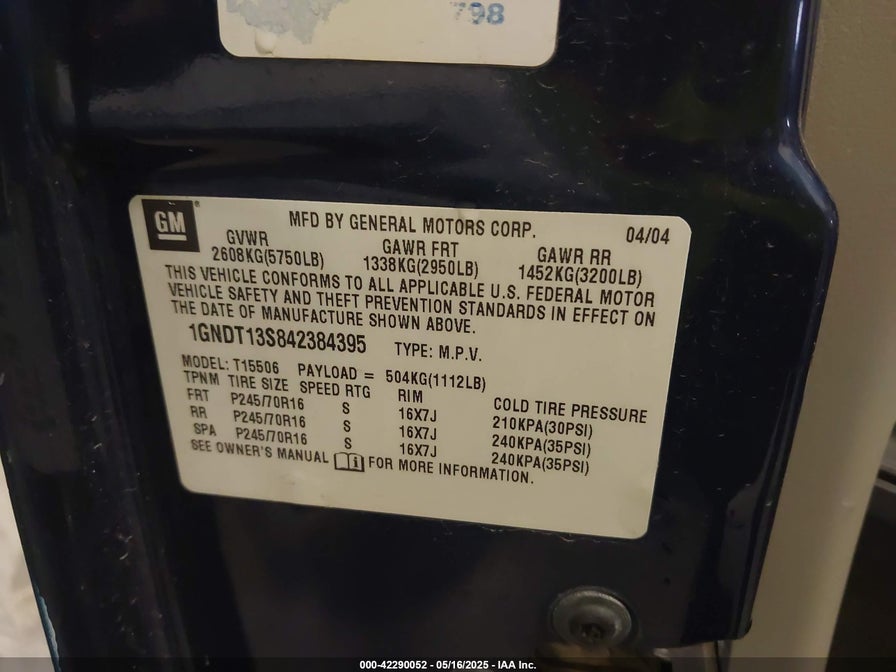 798
GM
MFD BY GENERAL MOTORS CORP. 04/04
GVWR GAWR FRT GAWR RR
2608KG(5750LB) 1338KG(2950LB) 1452KG(3200LB)
THIS VEHICLE CONFORMS TO ALL APPLICABLE U.S. FEDERAL MOTOR
VEHICLE SAFETY AND THEFT PREVENTION STANDARDS IN EFFECT ON
THE DATE OF MANUFACTURE SHOWN ABOVE.
1GNDT13S842384395 TYPE: M.P.V.
MODEL: T15506 PAYLOAD = 504KG(1112LB)
TPNM TIRE SIZE SPEED RTG RIM COLD TIRE PRESSURE
FRT P245/70R16 S 16X7J 210KPA(30PSI)
RR P245/70R16 S 16X7J 240KPA(35PSI)
SPA P245/70R16 S 16X7J 240KPA(35PSI)
SEE OWNER'S MANUAL FOR MORE INFORMATION.
000-42290052 - 05/16/2025 - IAA Inc.